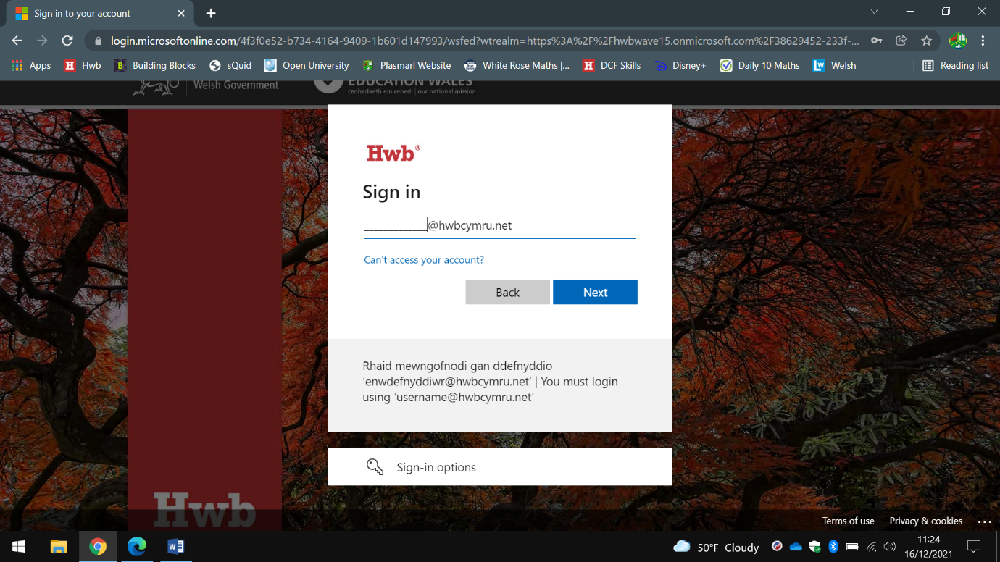 Sign in to your account
login.microsoftonline.com/4f3f0e52-b734-4164-9409-1b601d147993/wsfed?wtrealm=https%3A%2F%2Fhwbwave15.onmicrosoft.com%2F38629452-233f-...
Apps Hwb Building Blocks sQuid Open University Plasmarl Website White Rose Maths |... DCF Skills Disney+ Daily 10 Maths Welsh Reading list
Welsh Government
EDUCATION WALES
cenhadaeth ein cenedl | our national mission
Hwb®
Sign in
____________@hwbcymru.net
Can't access your account?
Back Next
Rhaid mewngofnodi gan ddefnyddio
'enwdefnyddiwr@hwbcymru.net' | You must login
using 'username@hwbcymru.net'
Sign-in options
Hwb
Terms of use Privacy & cookies ...
50°F Cloudy
11:24
16/12/2021